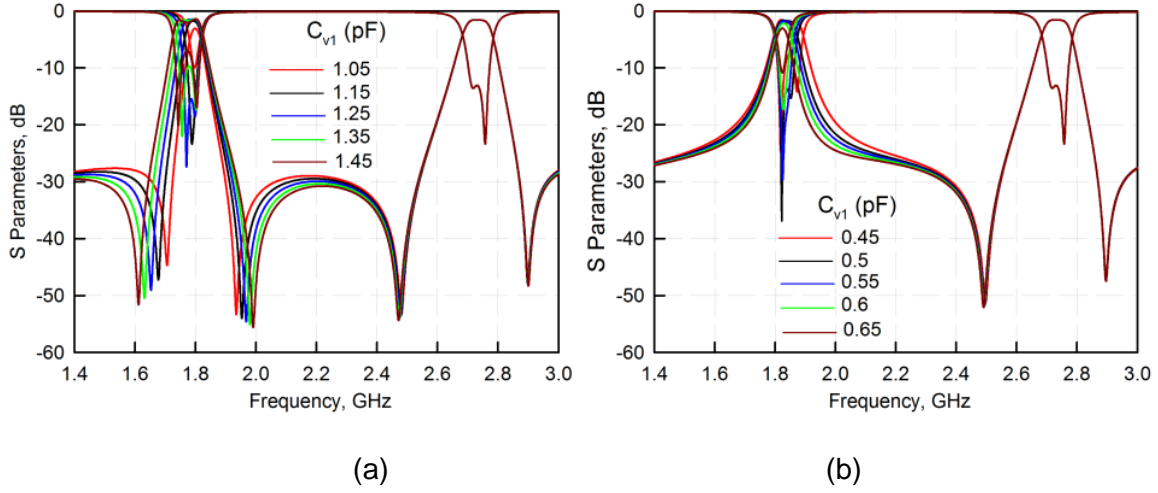 S Parameters, dB
0
-10
-20
-30
-40
-50
-60
C_v1 (pF)
1.05
1.15
1.25
1.35
1.45
1.4 1.6 1.8 2.0 2.2 2.4 2.6 2.8 3.0
Frequency, GHz
(a)
S Parameters, dB
0
-10
-20
-30
-40
-50
-60
C_v1 (pF)
0.45
0.5
0.55
0.6
0.65
1.4 1.6 1.8 2.0 2.2 2.4 2.6 2.8 3.0
Frequency, GHz
(b)